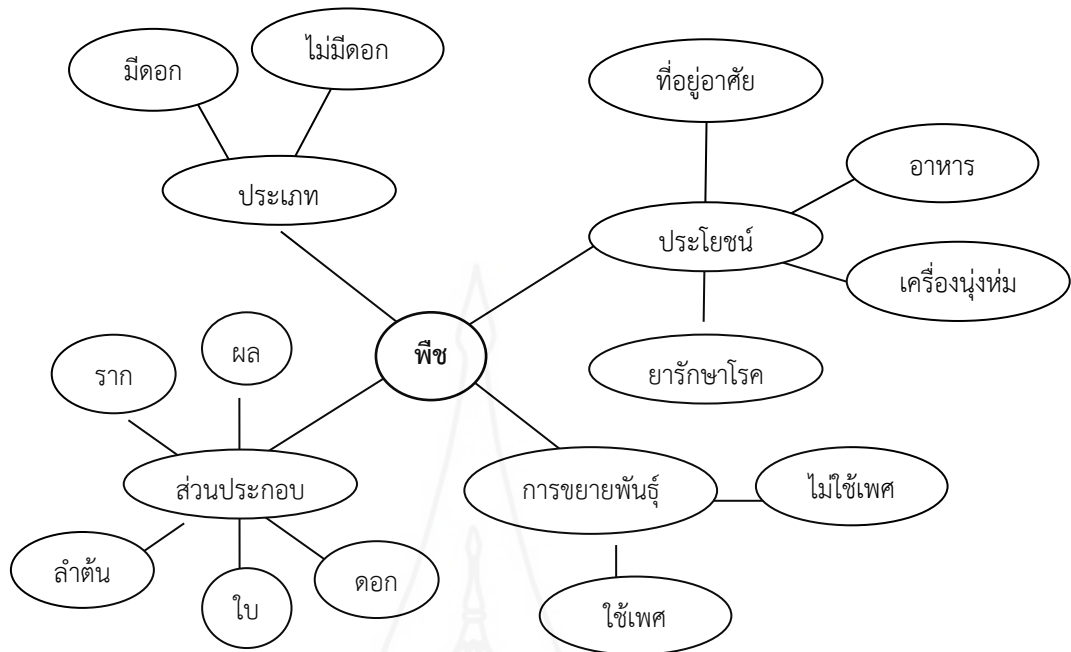 ไม่มีดอก
มีดอก
ที่อยู่อาศัย
อาหาร
ประเภท
ประโยชน์
เครื่องนุ่งห่ม
ผล
พืช
ราก
ยารักษาโรค
ส่วนประกอบ
การขยายพันธุ์
ไม่ใช้เพศ
ลำต้น
ดอก
ใบ
ใช้เพศ